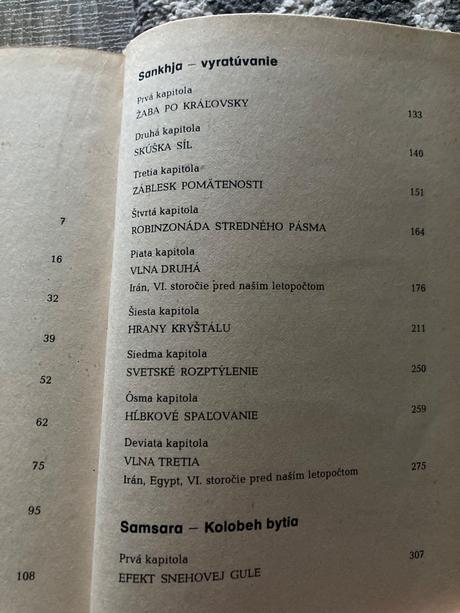 7
16
32
39
52
62
75
95
108
Sankhja – vyratúvanie
Prvá kapitola
ŽABA PO KRÁĽOVSKY 133
Druhá kapitola
SKÚŠKA SÍL 140
Tretia kapitola
ZÁBLESK POMÄTENOSTI 151
Štvrtá kapitola
ROBINZONÁDA STREDNÉHO PÁSMA 164
Piata kapitola
VLNA DRUHÁ
Irán, VI. storočie pred naším letopočtom 176
Šiesta kapitola
HRANY KRYŠTÁLU 211
Siedma kapitola
SVETSKÉ ROZPTÝLENIE 250
Ôsma kapitola
HĹBKOVÉ SPAĽOVANIE 259
Deviata kapitola
VLNA TRETIA
Irán, Egypt, VI. storočie pred naším letopočtom 275
Samsara – Kolobeh bytia
Prvá kapitola
EFEKT SNEHOVEJ GULE 307